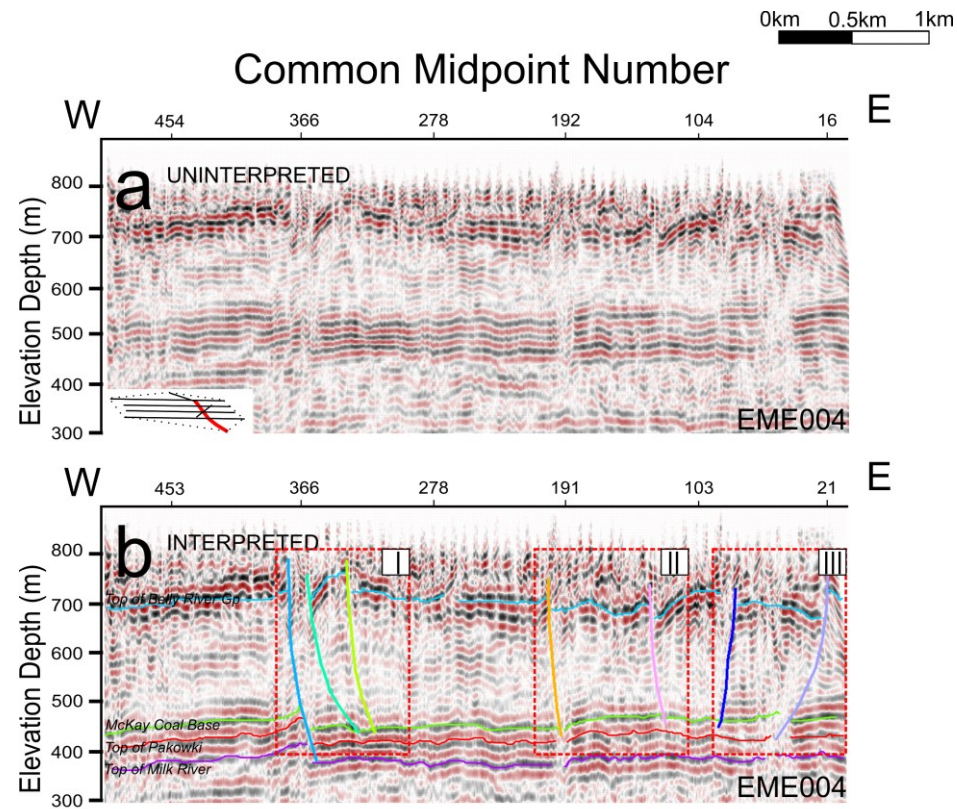 0km 0.5km 1km
Common Midpoint Number
W E
454 366 278 192 104 16
Elevation Depth (m)
800
700
600
500
400
300
a UNINTERPRETED
EME004
W E
453 366 278 191 103 21
Elevation Depth (m)
800
700
600
500
400
300
b INTERPRETED
I II III
Top of Belly River Gp
McKay Coal Base
Top of Pakowki
Top of Milk River
EME004